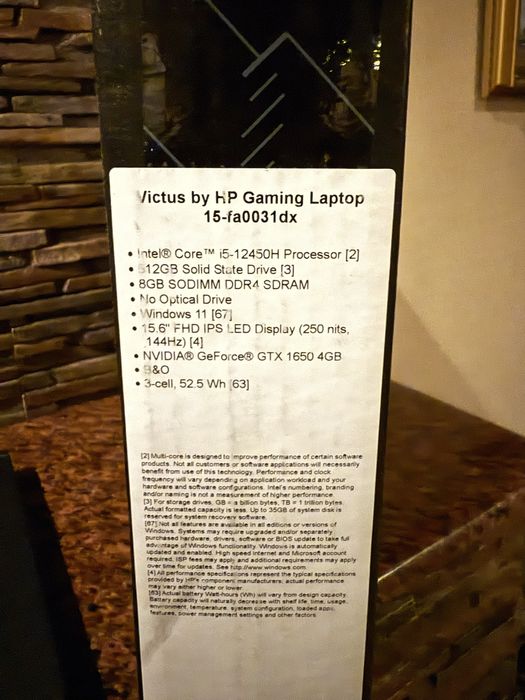 Victus by HP Gaming Laptop
15-fa0031dx
• Intel® Core™ i5-12450H Processor [2]
• 512GB Solid State Drive [3]
• 8GB SODIMM DDR4 SDRAM
• No Optical Drive
• Windows 11 [67]
• 15.6" FHD IPS LED Display (250 nits,
144Hz) [4]
• NVIDIA® GeForce® GTX 1650 4GB
• B&O
• 3-cell, 52.5 Wh [63]
[2] Multi-core is designed to improve performance of certain software
products. Not all customers or software applications will necessarily
benefit from use of this technology. Performance and clock
frequency will vary depending on application workload and your
hardware and software configurations. Intel's numbering, branding
and/or naming is not a measurement of higher performance.
[3] For storage drives, GB = a billion bytes, TB = 1 trillion bytes.
Actual formatted capacity is less. Up to 35GB of system disk is
reserved for system recovery software.
[67] Not all features are available in all editions or versions of
Windows. Systems may require upgraded and/or separately
purchased hardware, drivers, software or BIOS update to take full
advantage of Windows functionality. Windows is automatically
updated and enabled. High speed internet and Microsoft account
required. ISP fees may apply and additional requirements may apply
over time for updates. See http://www.windows.com.
[4] All performance specifications represent the typical specifications
provided by HP's component manufacturers; actual performance
may vary either higher or lower.
[63] Actual battery Watt-hours (Wh) will vary from design capacity.
Battery capacity will naturally decrease with shelf life, time, usage,
environment, temperature, system configuration, loaded apps,
features, power management settings and other factors.